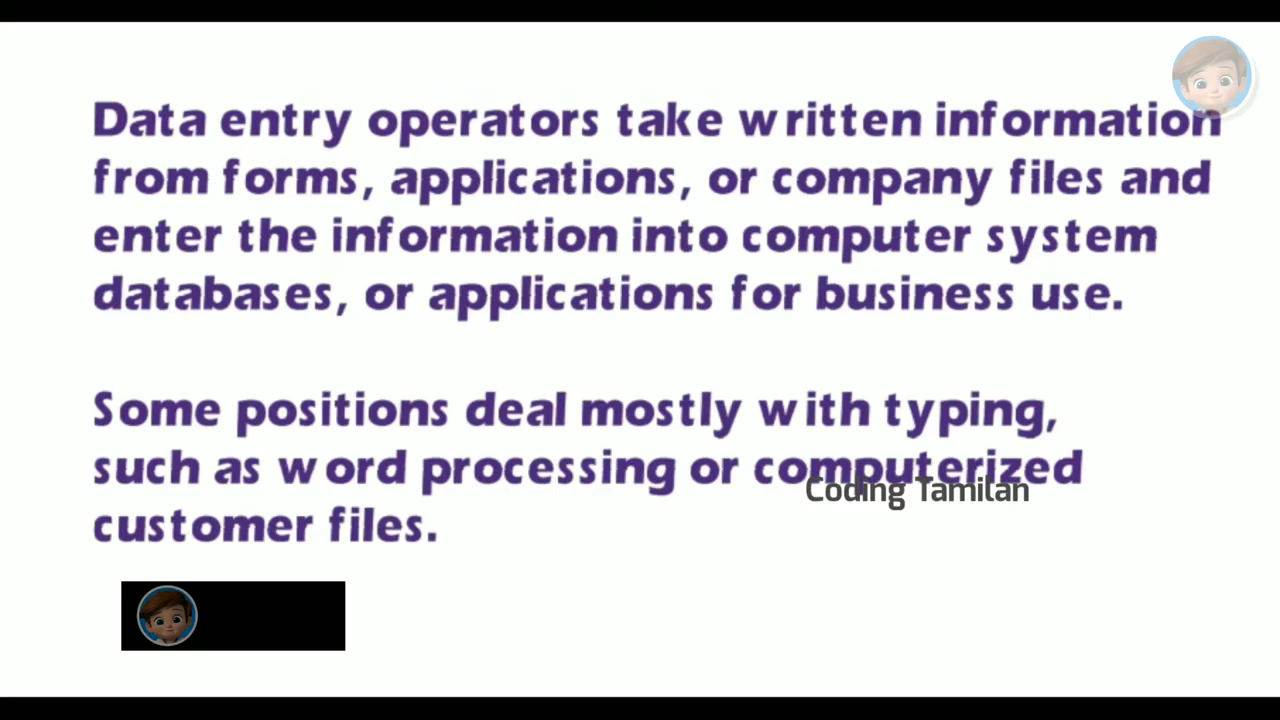 Data entry operators take written information
from forms, applications, or company files and
enter the information into computer system
databases, or applications for business use.
Some positions deal mostly with typing,
such as word processing or computerized
Coding Tamilan
customer files.